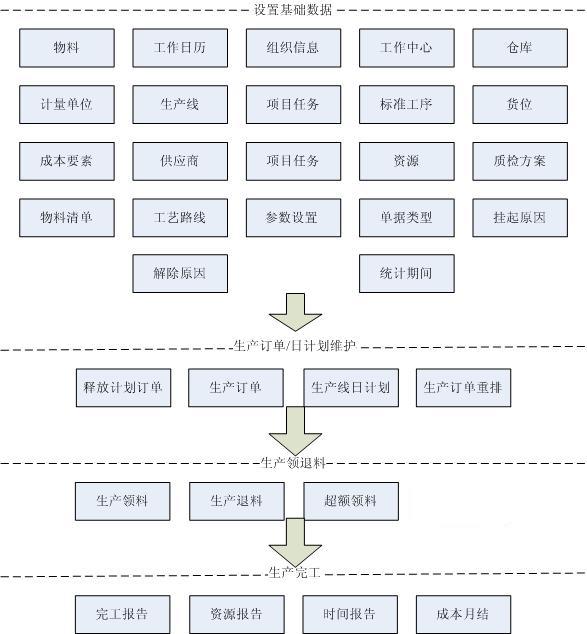 设置基础数据
物料 工作日历 组织信息 工作中心 仓库
计量单位 生产线 项目任务 标准工序 货位
成本要素 供应商 项目任务 资源 质检方案
物料清单 工艺路线 参数设置 单据类型 挂起原因
解除原因 统计期间
生产订单/日计划维护
释放计划订单 生产订单 生产线日计划 生产订单重排
生产领退料
生产领料 生产退料 超额领料
生产完工
完工报告 资源报告 时间报告 成本月结